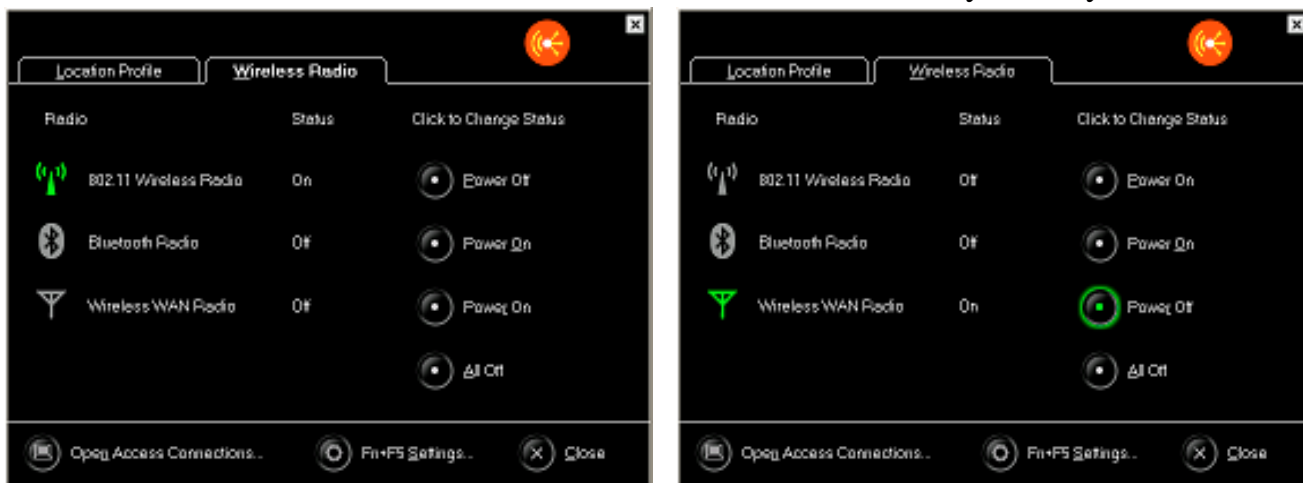 Location Profile Wireless Radio
Radio Status Click to Change Status
802.11 Wireless Radio On Power Off
Bluetooth Radio Off Power On
Wireless WAN Radio Off Power On
All Off
Open Access Connections... Fn+F5 Settings... Close
Location Profile Wireless Radio
Radio Status Click to Change Status
802.11 Wireless Radio Off Power On
Bluetooth Radio Off Power On
Wireless WAN Radio On Power Off
All Off
Open Access Connections... Fn+F5 Settings... Close